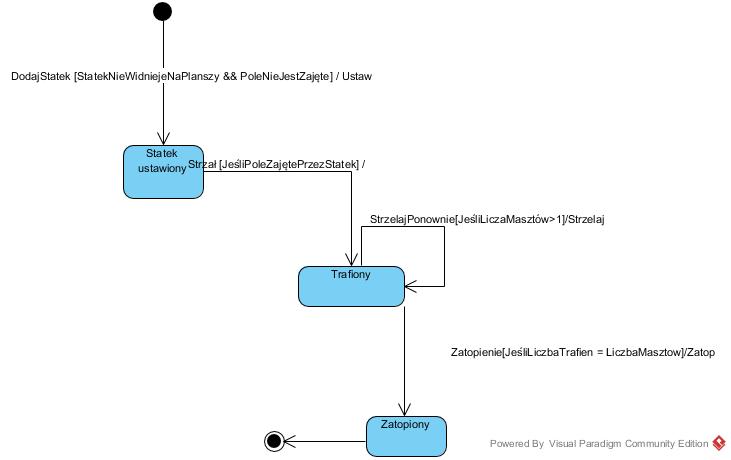 DodajStatek [StatekNieWidniejeNaPlanszy && PoleNieJestZajęte] / Ustaw
Statek
ustawiony
Strzał [JeśliPoleZajętePrzezStatek] /
StrzelajPonownie[JeśliLiczaMasztów>1]/Strzelaj
Trafiony
Zatopienie[JeśliLiczbaTrafien = LiczbaMasztow]/Zatop
Zatopiony
Powered By Visual Paradigm Community Edition